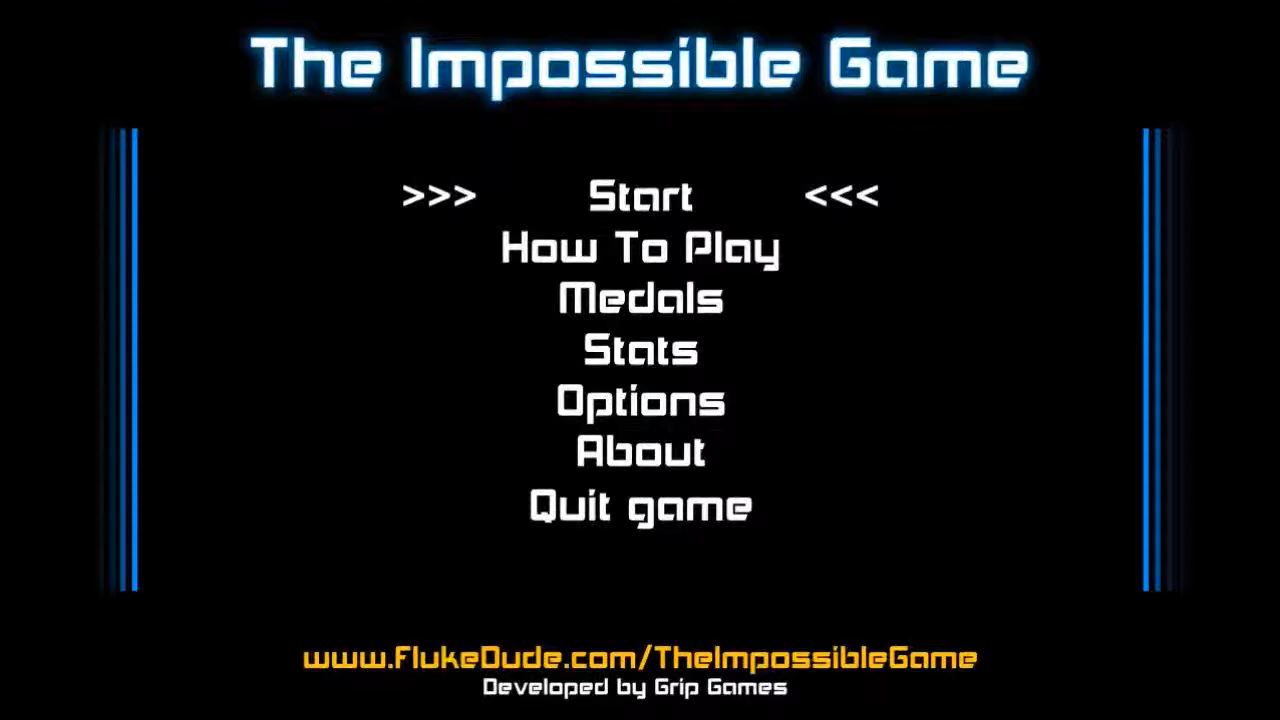 The Impossible Game
>>> Start <<<
How To Play
Medals
Stats
Options
About
Quit game
www.FlukeDude.com/TheImpossibleGame
Developed by Grip Games